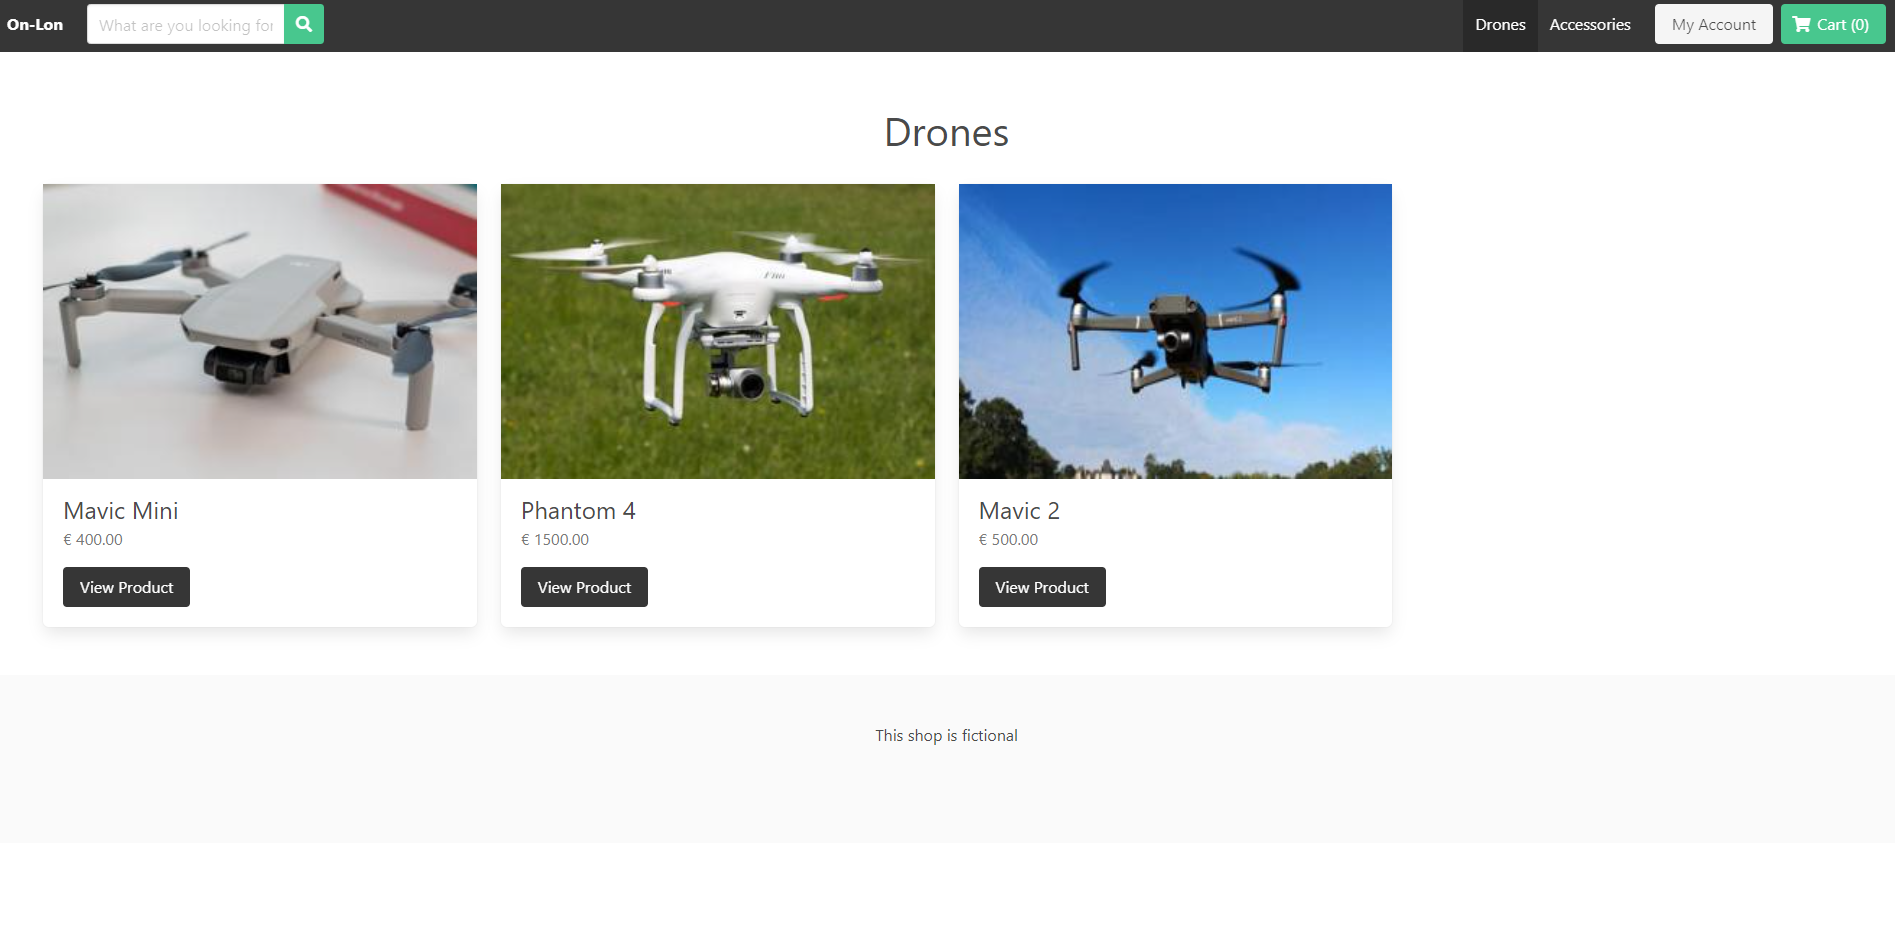 On-Lon
What are you looking for
Drones
Accessories
My Account
Cart (0)
Drones
Mavic Mini
€ 400.00
View Product
Phantom 4
€ 1500.00
View Product
Mavic 2
€ 500.00
View Product
This shop is fictional